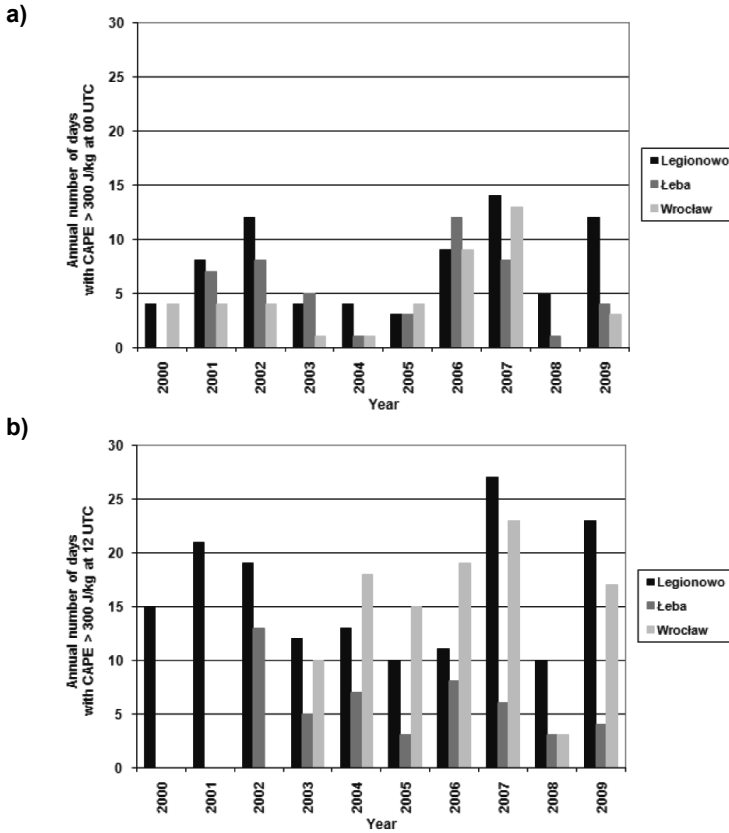 a)
Annual number of days
with CAPE > 300 J/kg at 00 UTC
30
25
20
15
10
5
0
2000 2001 2002 2003 2004 2005 2006 2007 2008 2009
Year
Legionowo
Łeba
Wrocław
b)
Annual number of days
with CAPE > 300 J/kg at 12 UTC
30
25
20
15
10
5
0
2000 2001 2002 2003 2004 2005 2006 2007 2008 2009
Year
Legionowo
Łeba
Wrocław